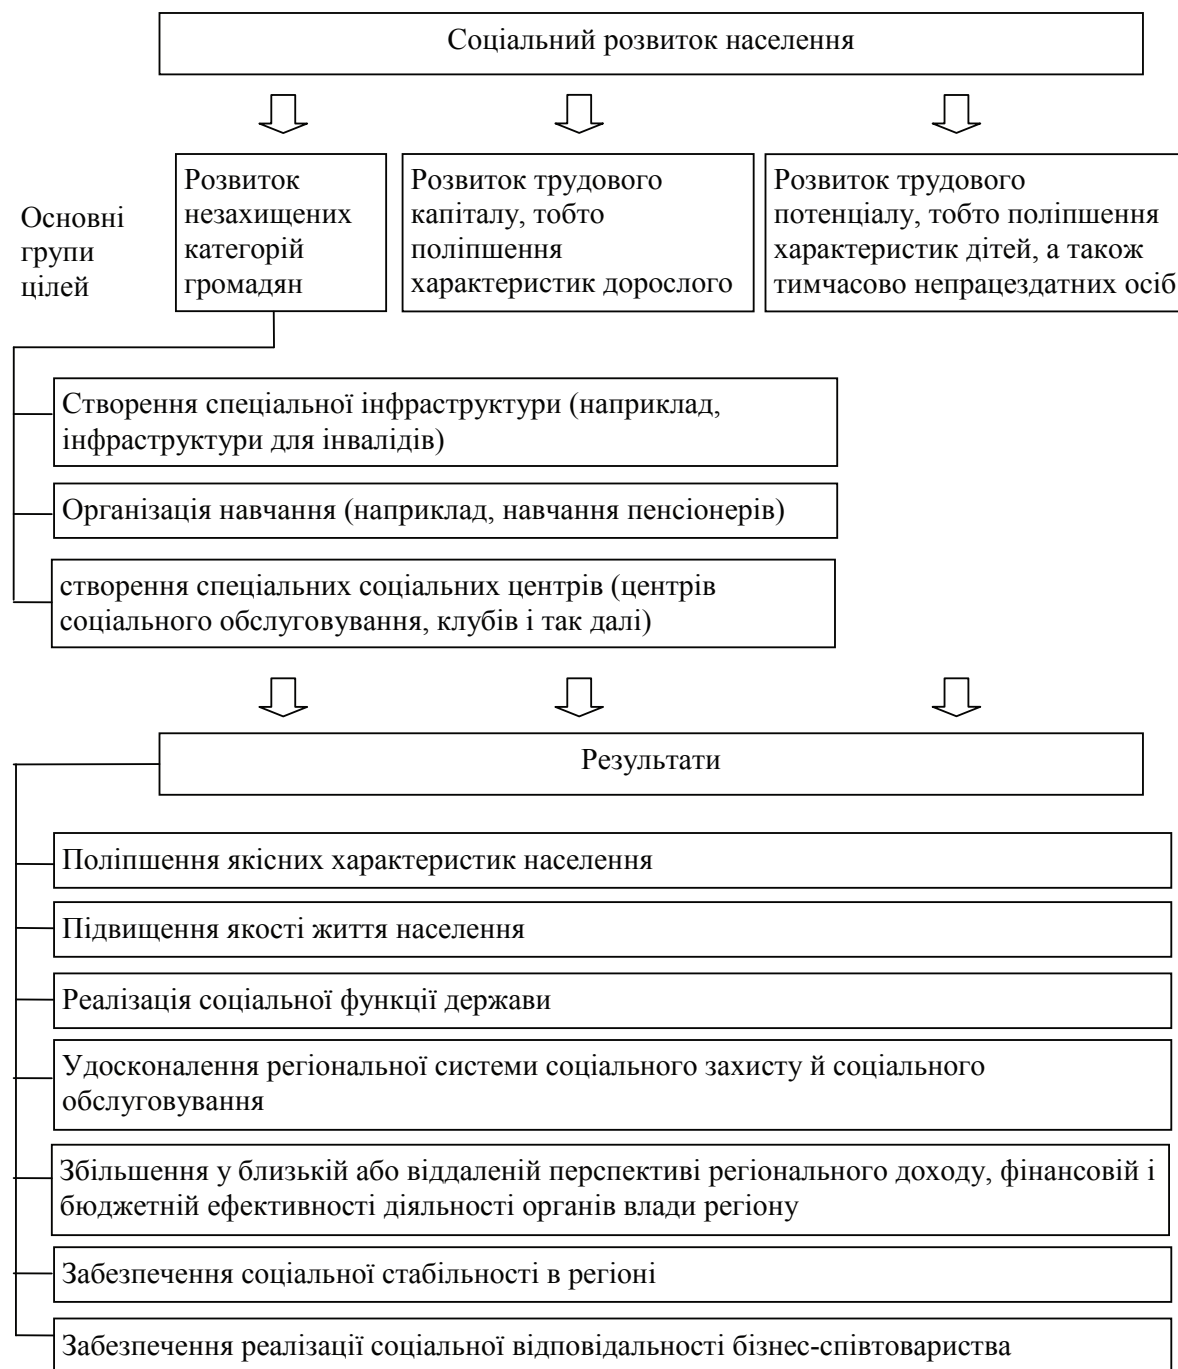 Соціальний розвиток населення
Основні
групи
цілей
Розвиток
незахищених
категорій
громадян
Розвиток трудового
капіталу, тобто
поліпшення
характеристик дорослого
Розвиток трудового
потенціалу, тобто поліпшення
характеристик дітей, а також
тимчасово непрацездатних осіб
Створення спеціальної інфраструктури (наприклад,
інфраструктури для інвалідів)
Організація навчання (наприклад, навчання пенсіонерів)
створення спеціальних соціальних центрів (центрів
соціального обслуговування, клубів і так далі)
Результати
Поліпшення якісних характеристик населення
Підвищення якості життя населення
Реалізація соціальної функції держави
Удосконалення регіональної системи соціального захисту й соціального
обслуговування
Збільшення у близькій або віддаленій перспективі регіонального доходу, фінансовій і
бюджетній ефективності діяльності органів влади регіону
Забезпечення соціальної стабільності в регіоні
Забезпечення реалізації соціальної відповідальності бізнес-співтовариства